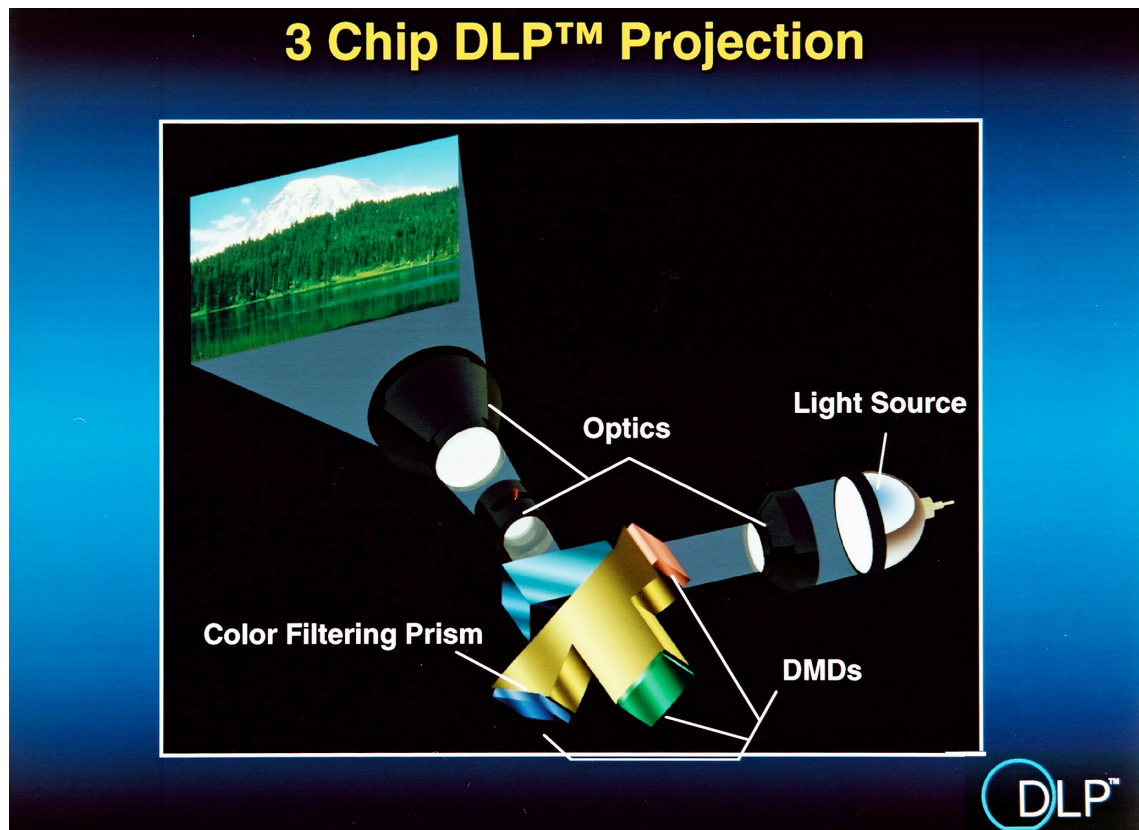 3 Chip DLP™ Projection
Light Source
Optics
Color Filtering Prism
DMDs
DLP™